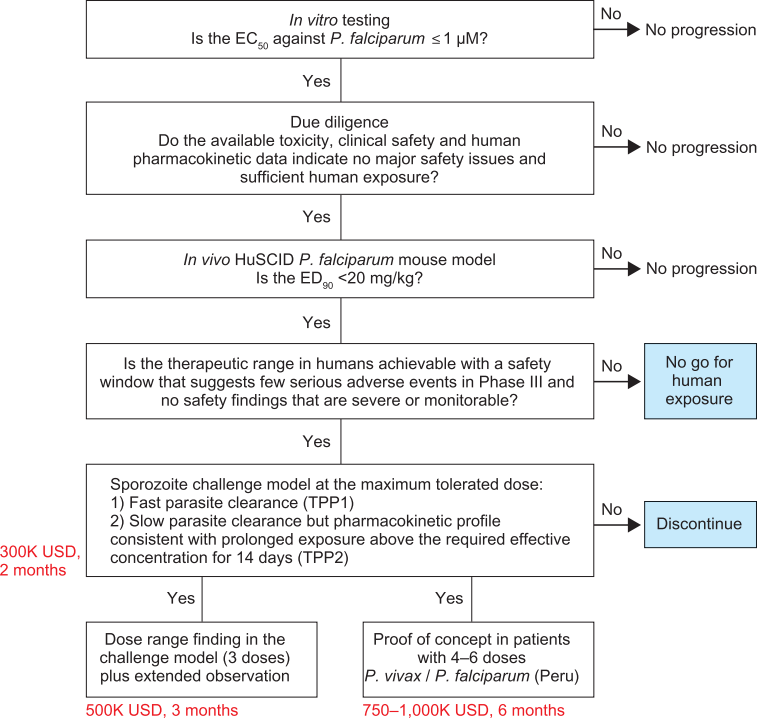 In vitro testing
Is the EC50 against P. falciparum ≤ 1 µM?
No
No progression
Yes
Due diligence
Do the available toxicity, clinical safety and human
pharmacokinetic data indicate no major safety issues and
sufficient human exposure?
No
No progression
Yes
In vivo HuSCID P. falciparum mouse model
Is the ED90 <20 mg/kg?
No
No progression
Yes
Is the therapeutic range in humans achievable with a safety
window that suggests few serious adverse events in Phase III and
no safety findings that are severe or monitorable?
No
No go for
human
exposure
Yes
Sporozoite challenge model at the maximum tolerated dose:
1) Fast parasite clearance (TPP1)
2) Slow parasite clearance but pharmacokinetic profile
consistent with prolonged exposure above the required effective
concentration for 14 days (TPP2)
No
Discontinue
300K USD,
2 months
Yes
Yes
Dose range finding in the
challenge model (3 doses)
plus extended observation
Proof of concept in patients
with 4–6 doses
P. vivax / P. falciparum (Peru)
500K USD, 3 months
750–1,000K USD, 6 months